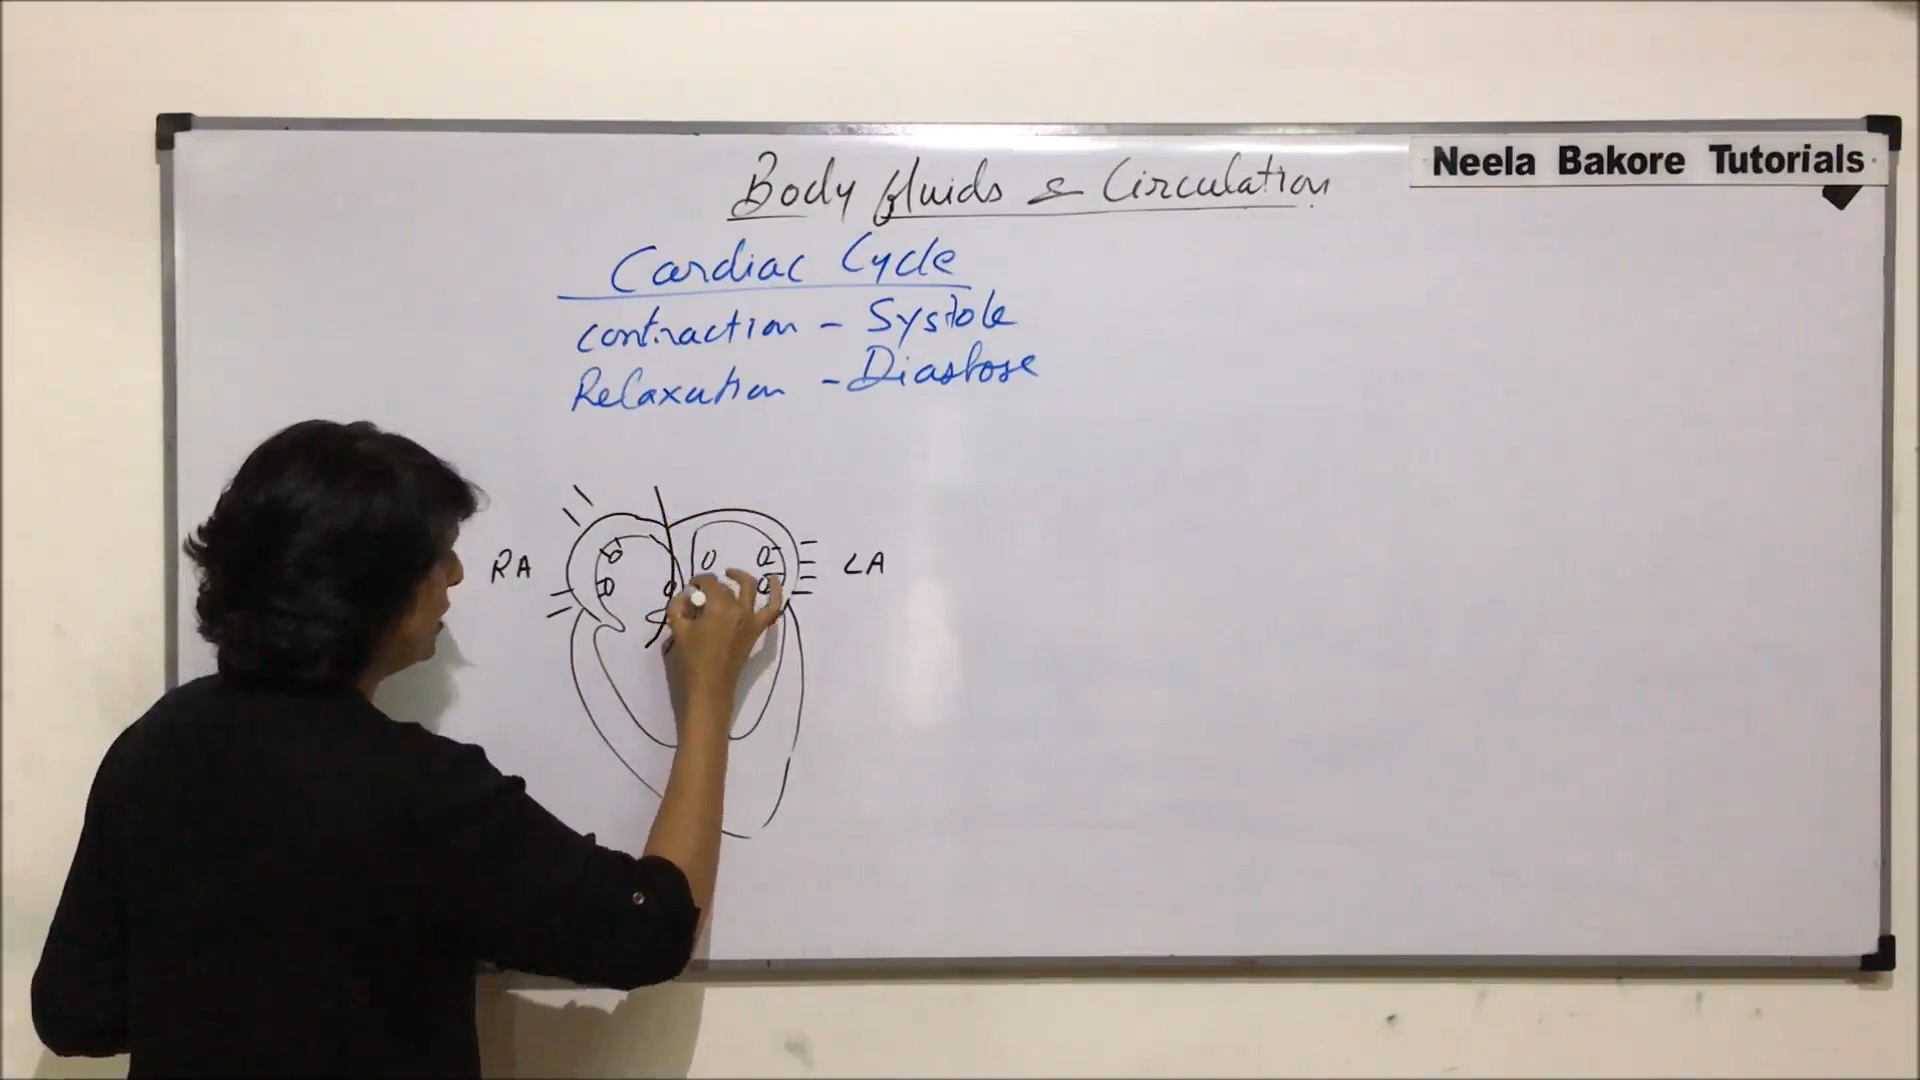 Neela Bakore Tutorials
Body fluids & Circulation
Cardiac Cycle
contraction - Systole
Relaxation - Diastose
RA
LA